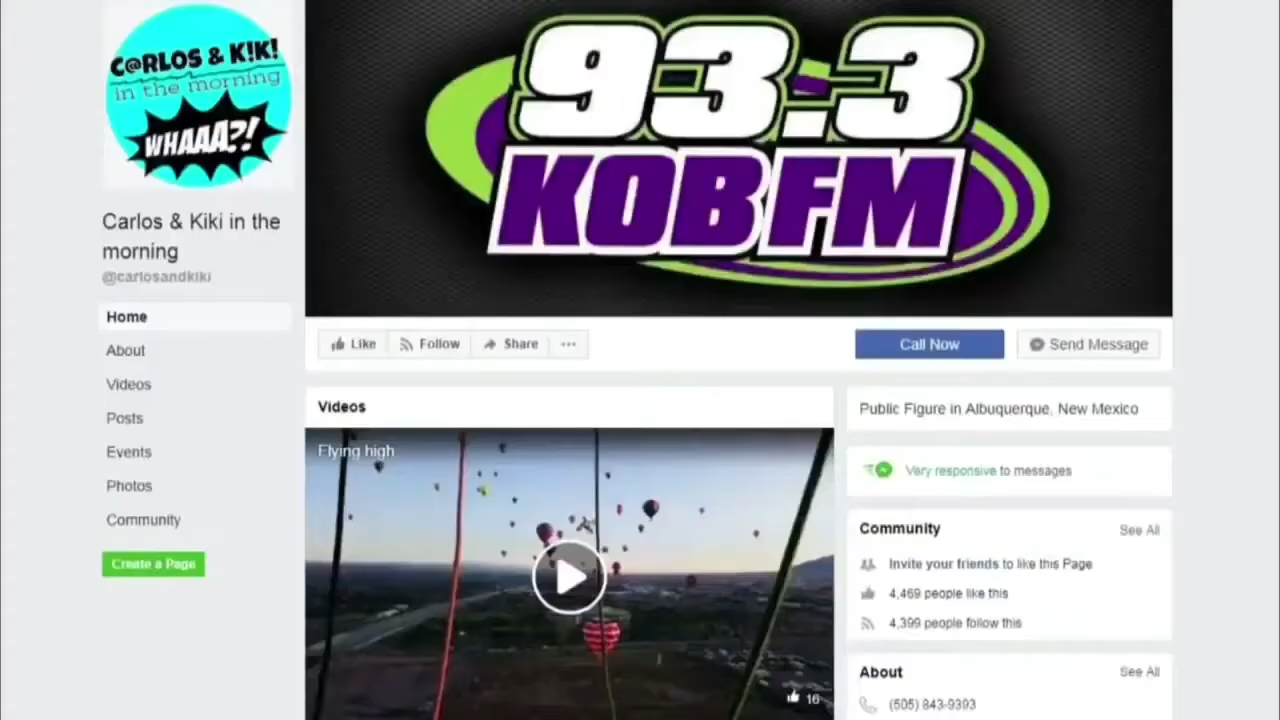 C@RLOS & K!K!
in the morning
WHAAA?!
93.3
KOB FM
Carlos & Kiki in the
morning
@carlosandkiki
Home
About
Videos
Posts
Events
Photos
Community
Create a Page
Like
Follow
Share
Call Now
Send Message
Videos
Flying high
16
Public Figure in Albuquerque, New Mexico
Very responsive to messages
Community
See All
Invite your friends to like this Page
4,469 people like this
4,399 people follow this
About
See All
(505) 843-9393